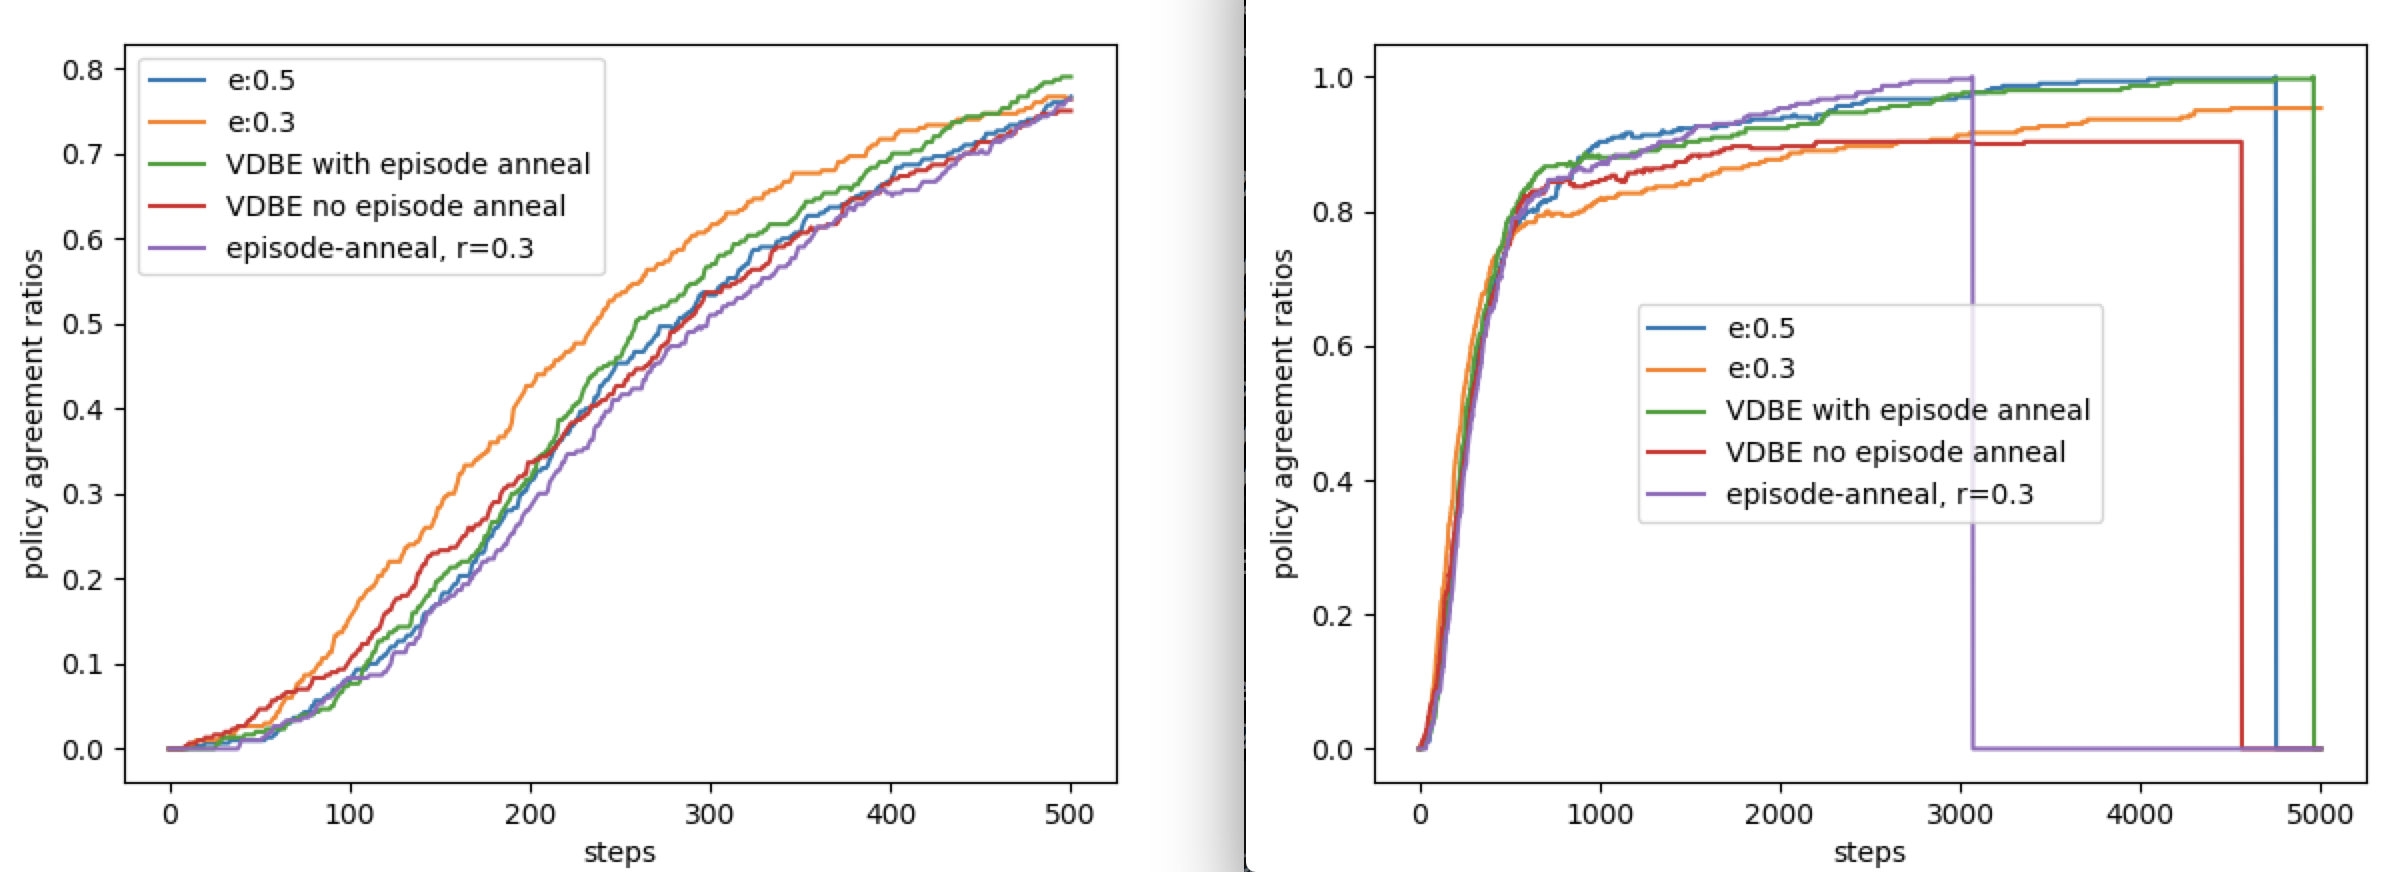 policy agreement ratios
0.8
0.7
0.6
0.5
0.4
0.3
0.2
0.1
0.0
e:0.5
e:0.3
VDBE with episode anneal
VDBE no episode anneal
episode-anneal, r=0.3
0 100 200 300 400 500
steps
policy agreement ratios
1.0
0.8
0.6
0.4
0.2
0.0
e:0.5
e:0.3
VDBE with episode anneal
VDBE no episode anneal
episode-anneal, r=0.3
0 1000 2000 3000 4000 5000
steps